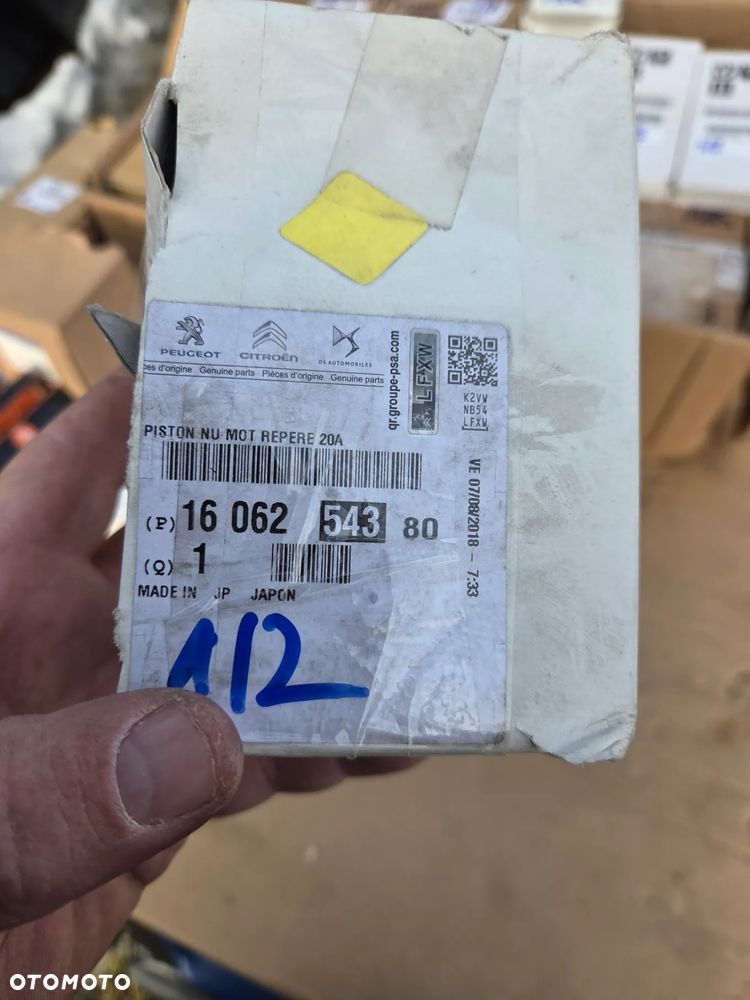 PEUGEOT CITROËN DS AUTOMOBILES
Pièces d'origine Genuine parts Pièces d'origine Genuine parts
qr.groupe-psa.com
LFXW
K2VW
NB54
LFXW
PISTON NU MOT REPERE 20A
VE 07/08/2018 - 7:33
(P) 16 062 543 80
(Q) 1
MADE IN JP JAPON
1/2
OTOMOTO